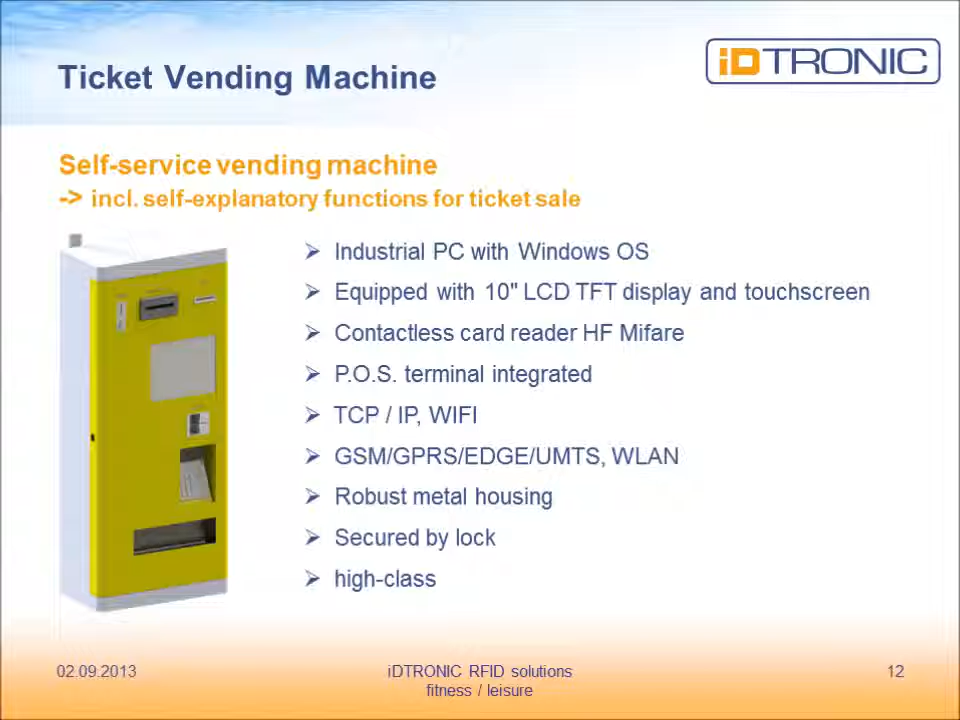 Ticket Vending Machine
iDTRONIC
Self-service vending machine
-> incl. self-explanatory functions for ticket sale
➢ Industrial PC with Windows OS
➢ Equipped with 10" LCD TFT display and touchscreen
➢ Contactless card reader HF Mifare
➢ P.O.S. terminal integrated
➢ TCP / IP, WIFI
➢ GSM/GPRS/EDGE/UMTS, WLAN
➢ Robust metal housing
➢ Secured by lock
➢ high-class
02.09.2013
iDTRONIC RFID solutions
fitness / leisure
12